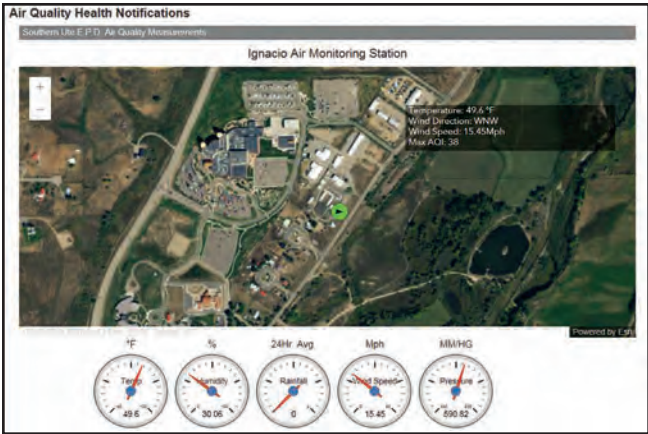 Air Quality Health Notifications
Southern Ute E.P.D. Air Quality Measurements
Ignacio Air Monitoring Station
+
−
Temperature: 49.6 °F
Wind Direction: WNW
Wind Speed: 15.45Mph
Max AQI: 38
Powered by Esri
°F % 24Hr Avg. Mph MM/HG
Temp Humidity Rainfall Wind Speed Pressure
49.6 30.06 0 15.45 590.82